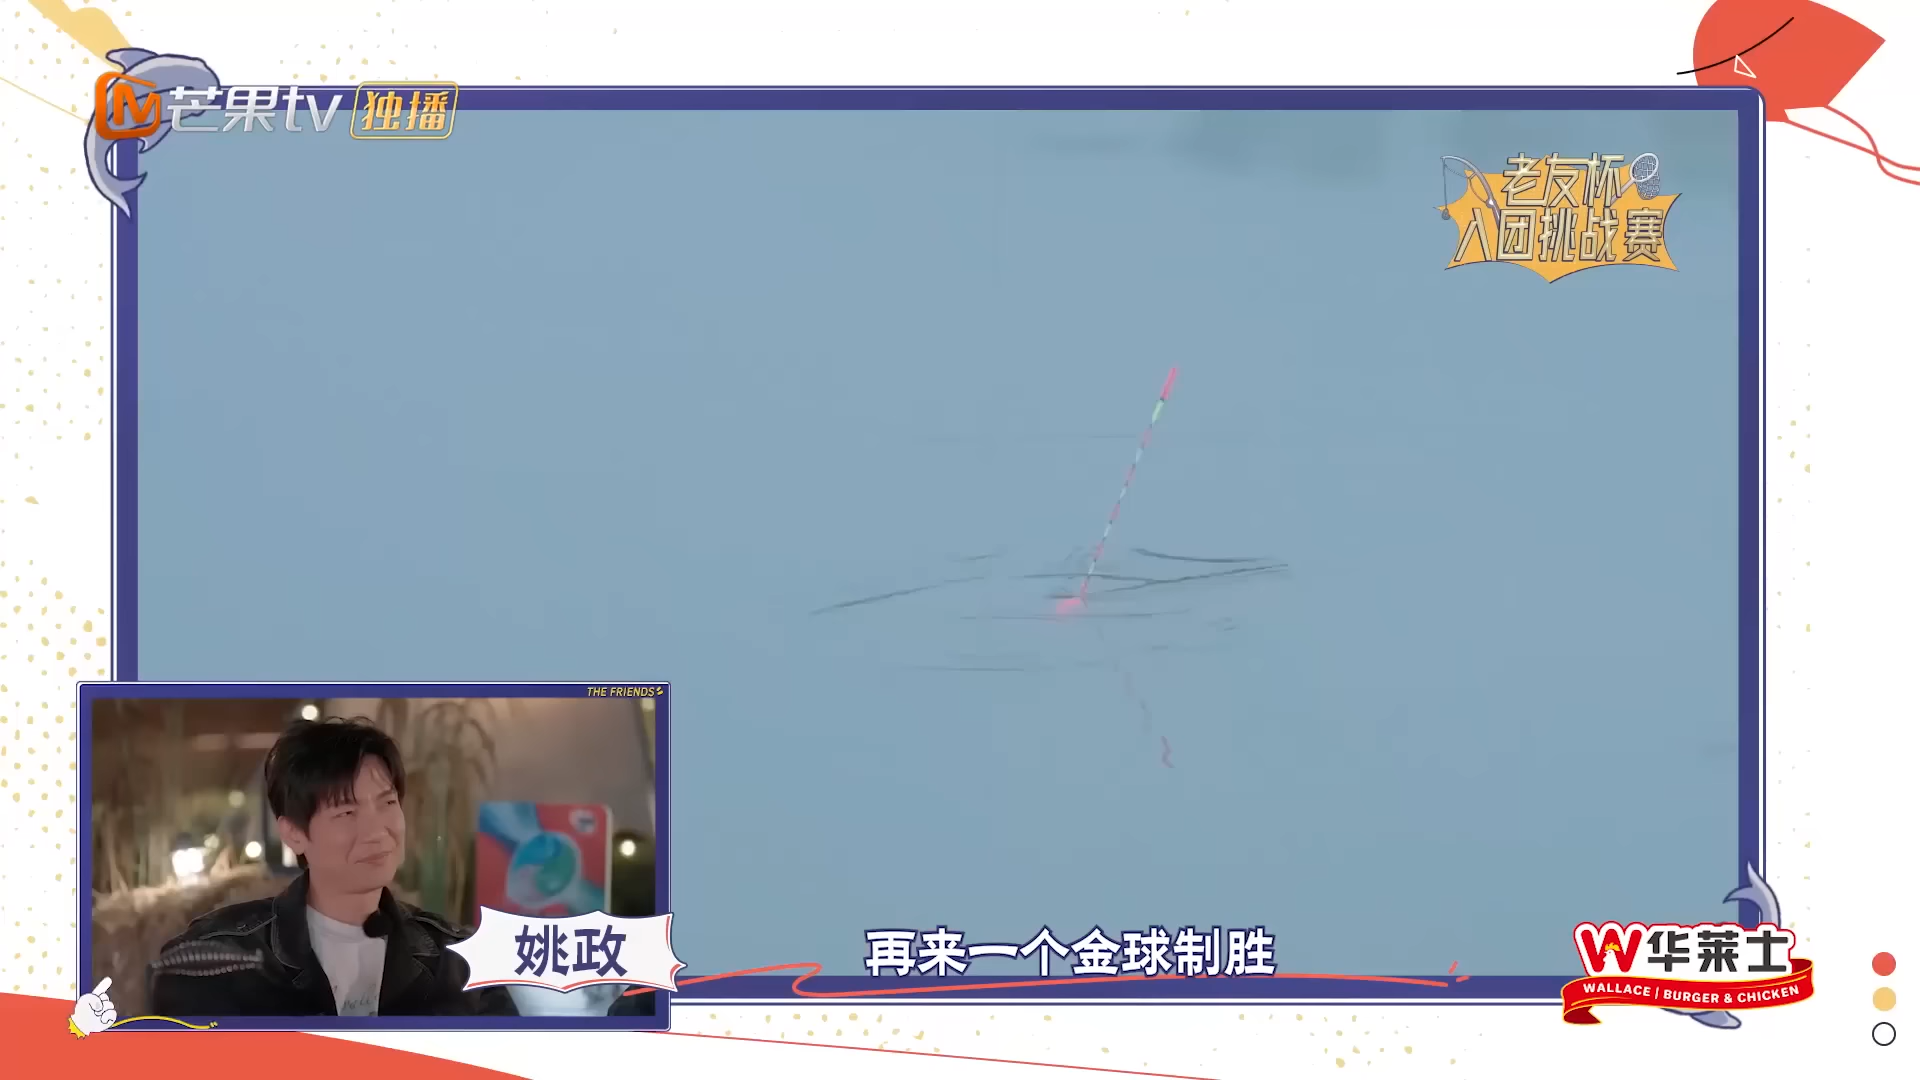 芒果tv 独播
老友杯
入团挑战赛
THE FRIENDS
姚政
再来一个金球制胜
华莱士
WALLACE | BURGER & CHICKEN